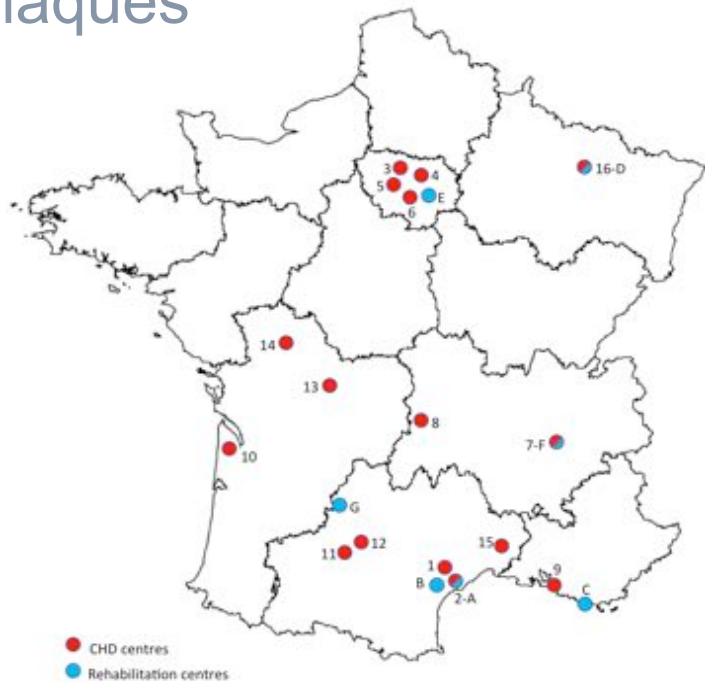 laques
3
4
5
6
E
16-D
14
13
8
7-F
10
G
12
11
15
1
B
2-A
9
C
CHD centres
Rehabilitation centres